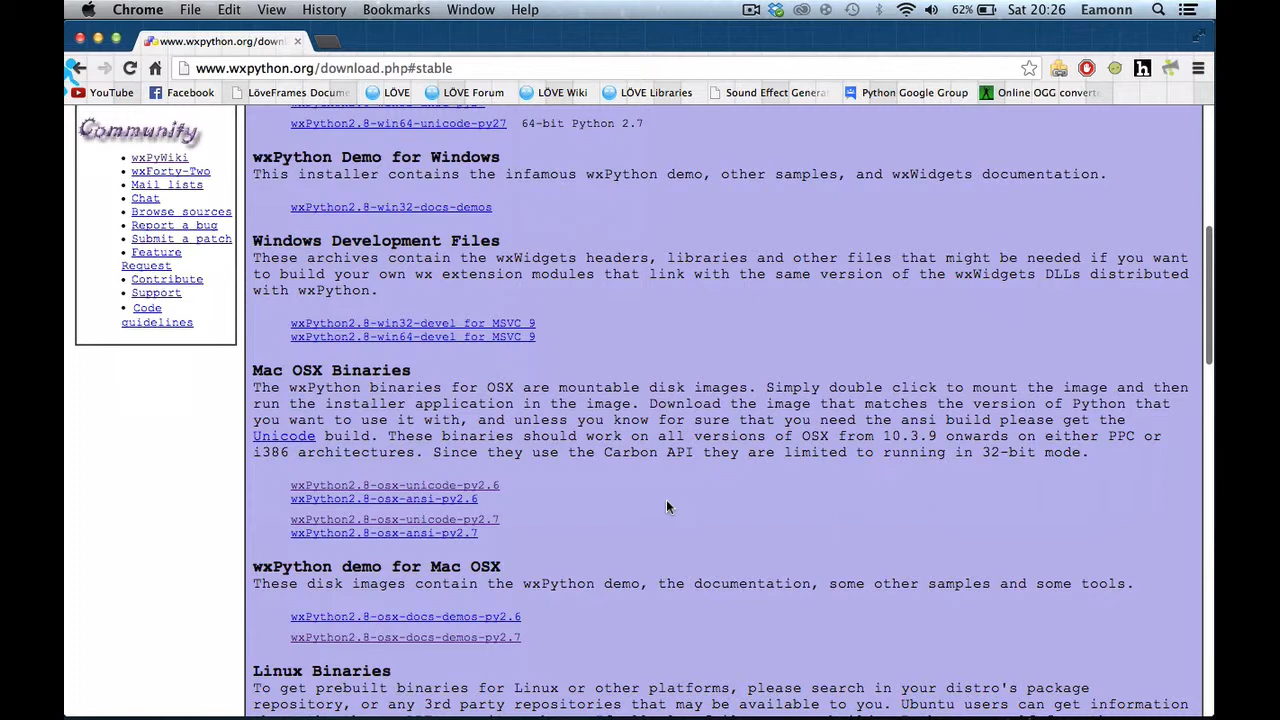 Chrome File Edit View History Bookmarks Window Help 62% Sat 20:26 Eamonn
www.wxpython.org/down
www.wxpython.org/download.php#stable
YouTube Facebook LöveFrames Docume LÖVE LÖVE Forum LÖVE Wiki LÖVE Libraries Sound Effect Genera Python Google Group Online OGG convert
Community
wxPyWiki
wxForty-Two
Mail lists
Chat
Browse sources
Report a bug
Submit a patch
Feature
Request
Contribute
Support
Code
guidelines
wxPython2.8-win64-unicode-py27 64-bit Python 2.7
wxPython Demo for Windows
This installer contains the infamous wxPython demo, other samples, and wxWidgets documentation.
wxPython2.8-win32-docs-demos
Windows Development Files
These archives contain the wxWidgets headers, libraries and other files that might be needed if you want
to build your own wx extension modules that link with the same version of the wxWidgets DLLs distributed
with wxPython.
wxPython2.8-win32-devel for MSVC 9
wxPython2.8-win64-devel for MSVC 9
Mac OSX Binaries
The wxPython binaries for OSX are mountable disk images. Simply double click to mount the image and then
run the installer application in the image. Download the image that matches the version of Python that
you want to use it with, and unless you know for sure that you need the ansi build please get the
Unicode build. These binaries should work on all versions of OSX from 10.3.9 onwards on either PPC or
i386 architectures. Since they use the Carbon API they are limited to running in 32-bit mode.
wxPython2.8-osx-unicode-py2.6
wxPython2.8-osx-ansi-py2.6
wxPython2.8-osx-unicode-py2.7
wxPython2.8-osx-ansi-py2.7
wxPython demo for Mac OSX
These disk images contain the wxPython demo, the documentation, some other samples and some tools.
wxPython2.8-osx-docs-demos-py2.6
wxPython2.8-osx-docs-demos-py2.7
Linux Binaries
To get prebuilt binaries for Linux or other platforms, please search in your distro's package
repository, or any 3rd party repositories that may be available to you. Ubuntu users can get information